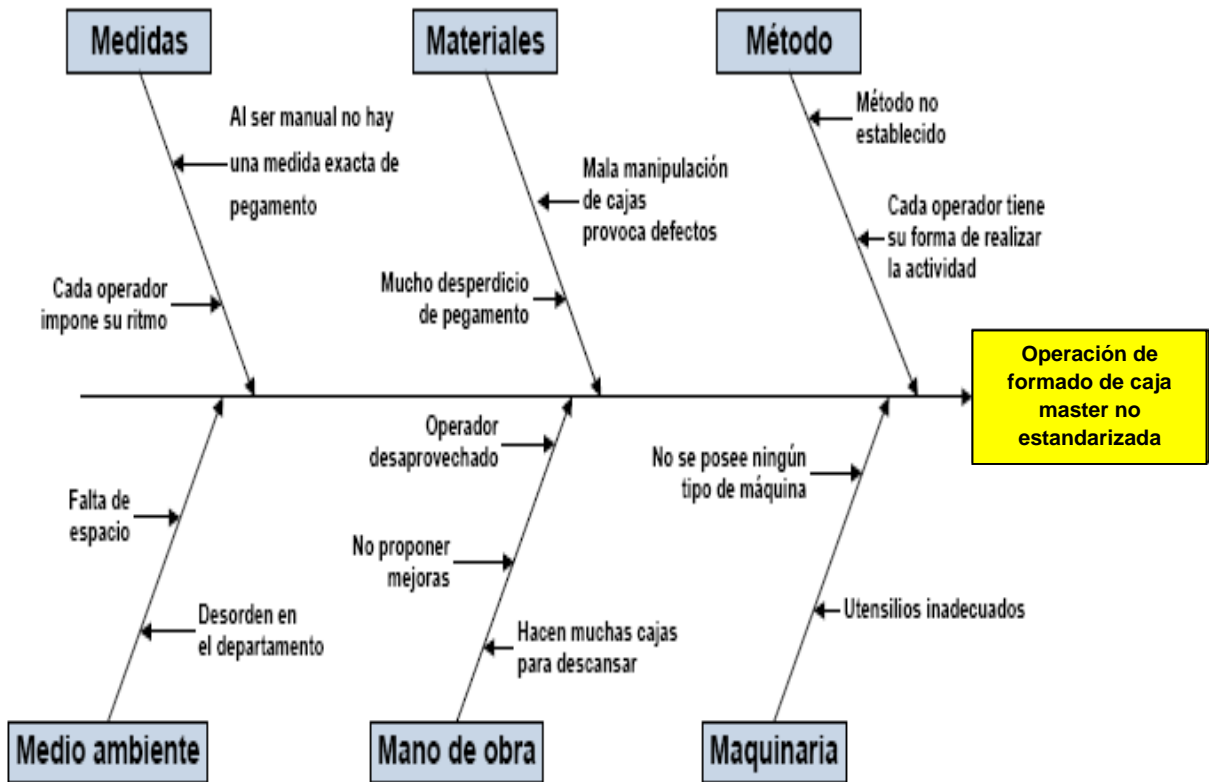 Medidas
Materiales
Método
Al ser manual no hay
una medida exacta de
pegamento
Cada operador
impone su ritmo
Mala manipulación
de cajas
provoca defectos
Mucho desperdicio
de pegamento
Método no
establecido
Cada operador tiene
su forma de realizar
la actividad
Operación de
formado de caja
master no
estandarizada
Falta de
espacio
Desorden en
el departamento
Operador
desaprovechado
No proponer
mejoras
Hacen muchas cajas
para descansar
No se posee ningún
tipo de máquina
Utensilios inadecuados
Medio ambiente
Mano de obra
Maquinaria